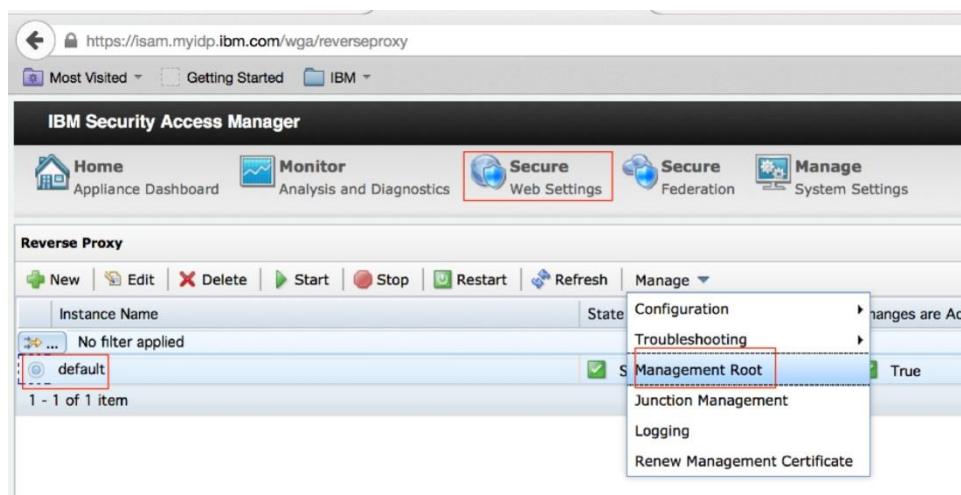 https://isam.myidp.ibm.com/wga/reverseproxy
Most Visited Getting Started IBM
IBM Security Access Manager
Home Monitor Secure Secure Manage
Appliance Dashboard Analysis and Diagnostics Web Settings Federation System Settings
Reverse Proxy
New Edit Delete Start Stop Restart Refresh Manage
Instance Name State
Configuration
... No filter applied
Troubleshooting
default S Management Root True
1 - 1 of 1 item
Junction Management
Logging
Renew Management Certificate